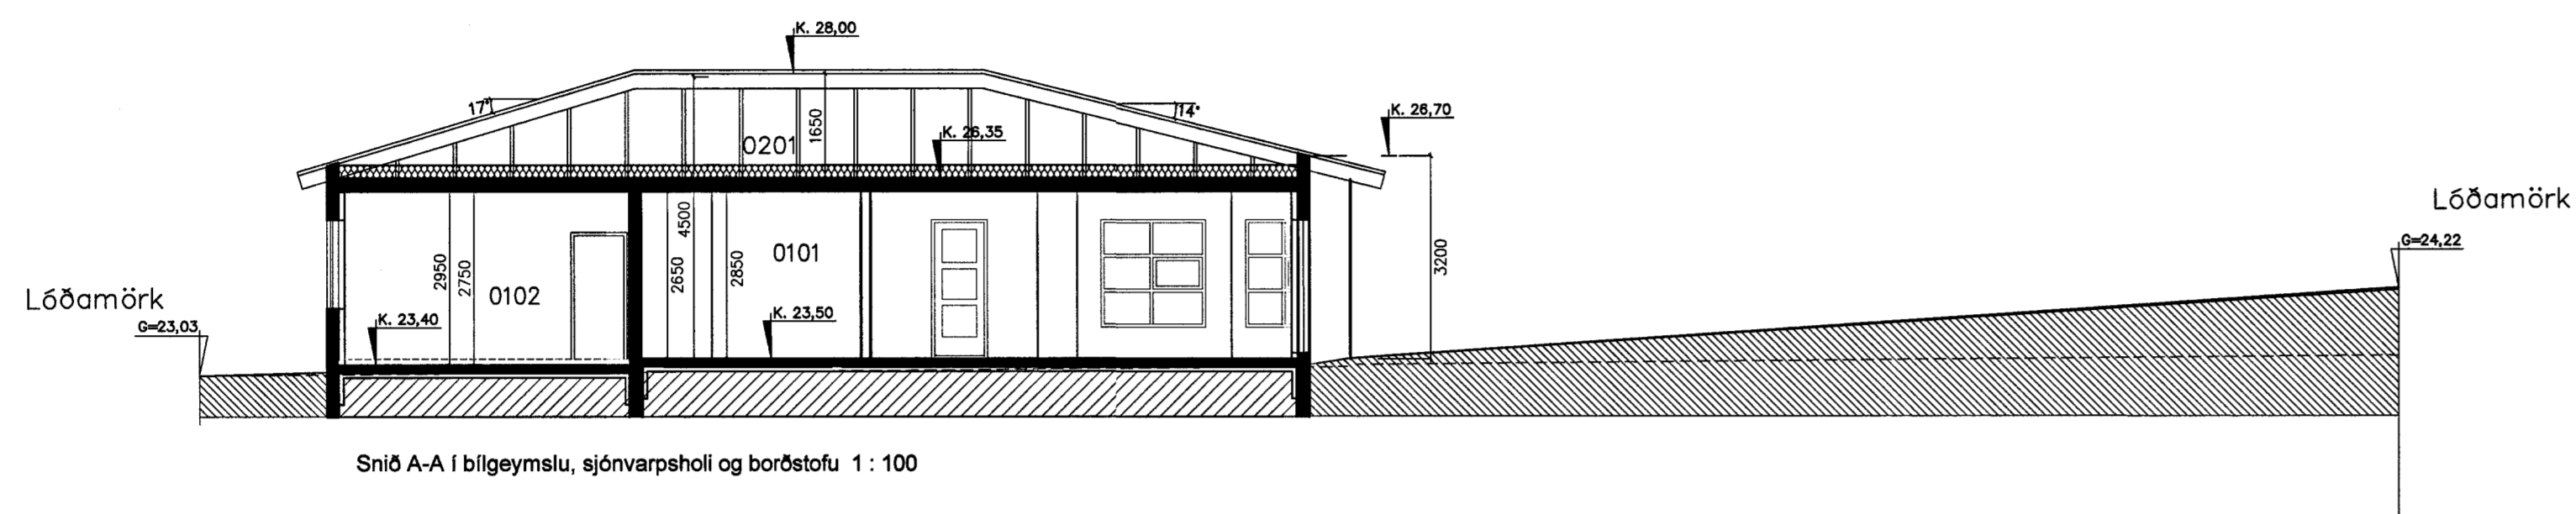 K. 28,00
17°
14°
K. 26,70
1650
K. 26,35
0201
Lóðamörk
G=24,22
4500
3200
2950
2750
2650
2850
0101
0102
Lóðamörk
G=23,03
K. 23,40
K. 23,50
Snið A-A í bílgeymslu, sjónvarpsholi og borðstofu 1 : 100